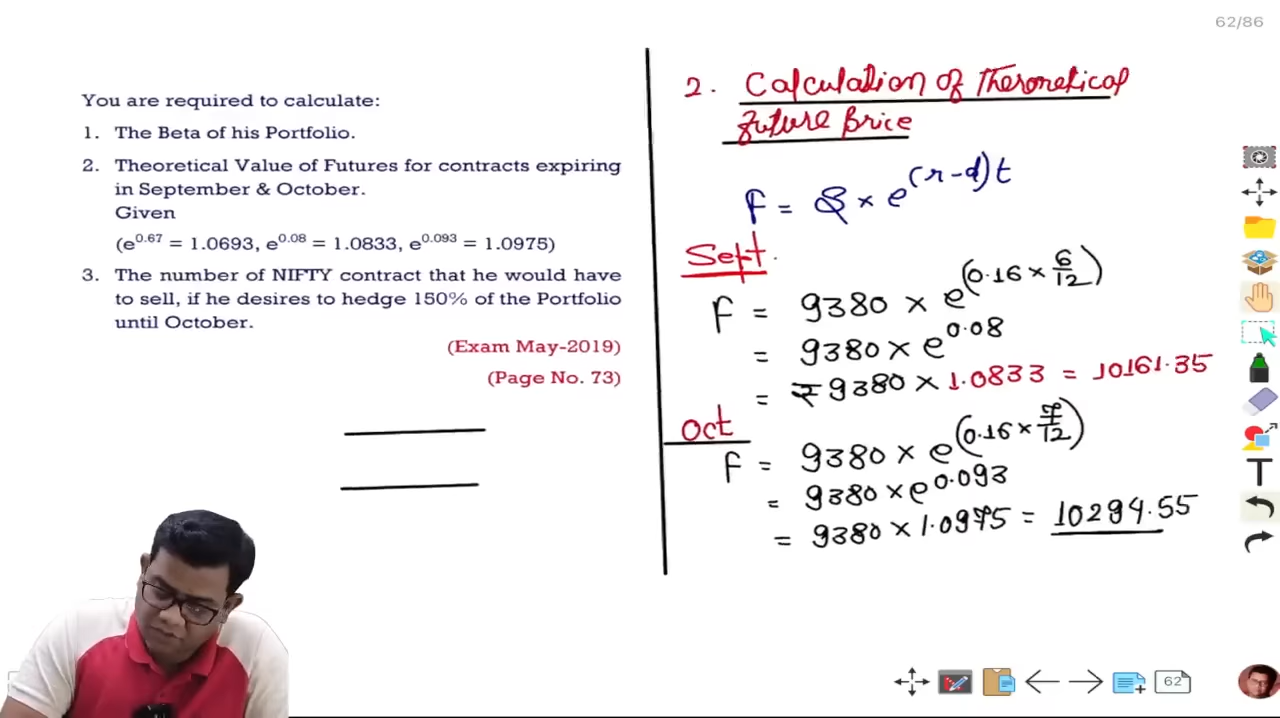 62/86
You are required to calculate:
1. The Beta of his Portfolio.
2. Theoretical Value of Futures for contracts expiring
in September & October.
Given
(e^0.67 = 1.0693, e^0.08 = 1.0833, e^0.093 = 1.0975)
3. The number of NIFTY contract that he would have
to sell, if he desires to hedge 150% of the Portfolio
until October.
(Exam May-2019)
(Page No. 73)
2. Calculation of Theoretical
future price
F = S × e^(r-d)t
Sept
F = 9380 × e^(0.16 × 6/12)
= 9380 × e^0.08
= ₹ 9380 × 1.0833 = 10161.35
Oct
F = 9380 × e^(0.16 × 7/12)
= 9380 × e^0.093
= 9380 × 1.0975 = 10294.55
T
62